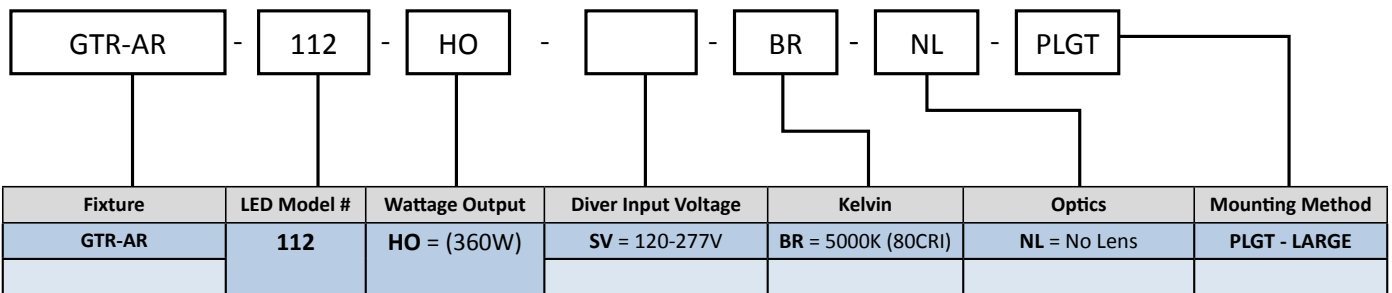 GTR-AR - 112 - HO - - BR - NL - PLGT
Fixture LED Model # Wattage Output Diver Input Voltage Kelvin Optics Mounting Method
GTR-AR 112 HO = (360W) SV = 120-277V BR = 5000K (80CRI) NL = No Lens PLGT - LARGE